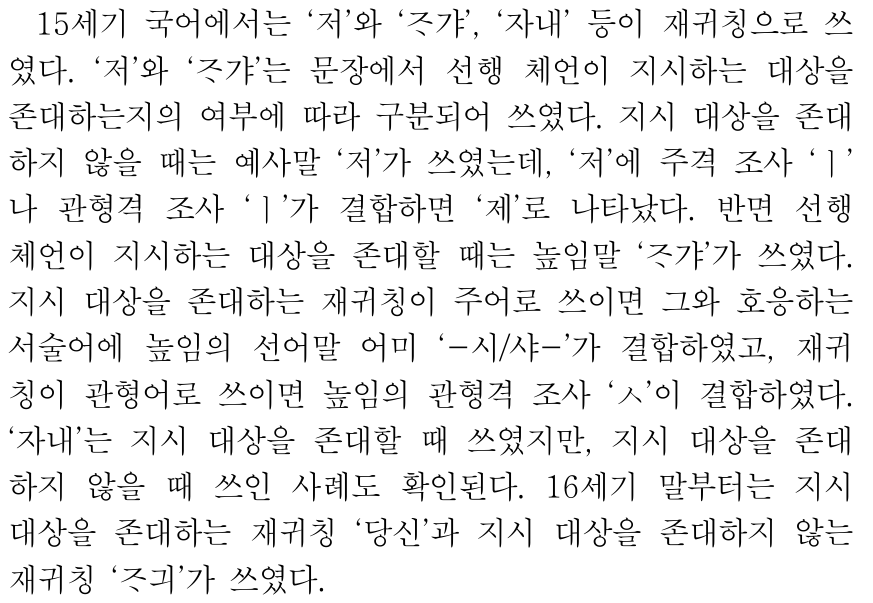 15세기 국어에서는 ‘저’와 ‘ᄌᆞ갸’, ‘자내’ 등이 재귀칭으로 쓰
였다. ‘저’와 ‘ᄌᆞ갸’는 문장에서 선행 체언이 지시하는 대상을
존대하는지의 여부에 따라 구분되어 쓰였다. 지시 대상을 존대
하지 않을 때는 예사말 ‘저’가 쓰였는데, ‘저’에 주격 조사 ‘ㅣ’
나 관형격 조사 ‘ㅣ’가 결합하면 ‘제’로 나타났다. 반면 선행
체언이 지시하는 대상을 존대할 때는 높임말 ‘ᄌᆞ갸’가 쓰였다.
지시 대상을 존대하는 재귀칭이 주어로 쓰이면 그와 호응하는
서술어에 높임의 선어말 어미 ‘-시/샤-’가 결합하였고, 재귀
칭이 관형어로 쓰이면 높임의 관형격 조사 ‘ㅅ’이 결합하였다.
‘자내’는 지시 대상을 존대할 때 쓰였지만, 지시 대상을 존대
하지 않을 때 쓰인 사례도 확인된다. 16세기 말부터는 지시
대상을 존대하는 재귀칭 ‘당신’과 지시 대상을 존대하지 않는
재귀칭 ‘ᄌᆞ긔’가 쓰였다.